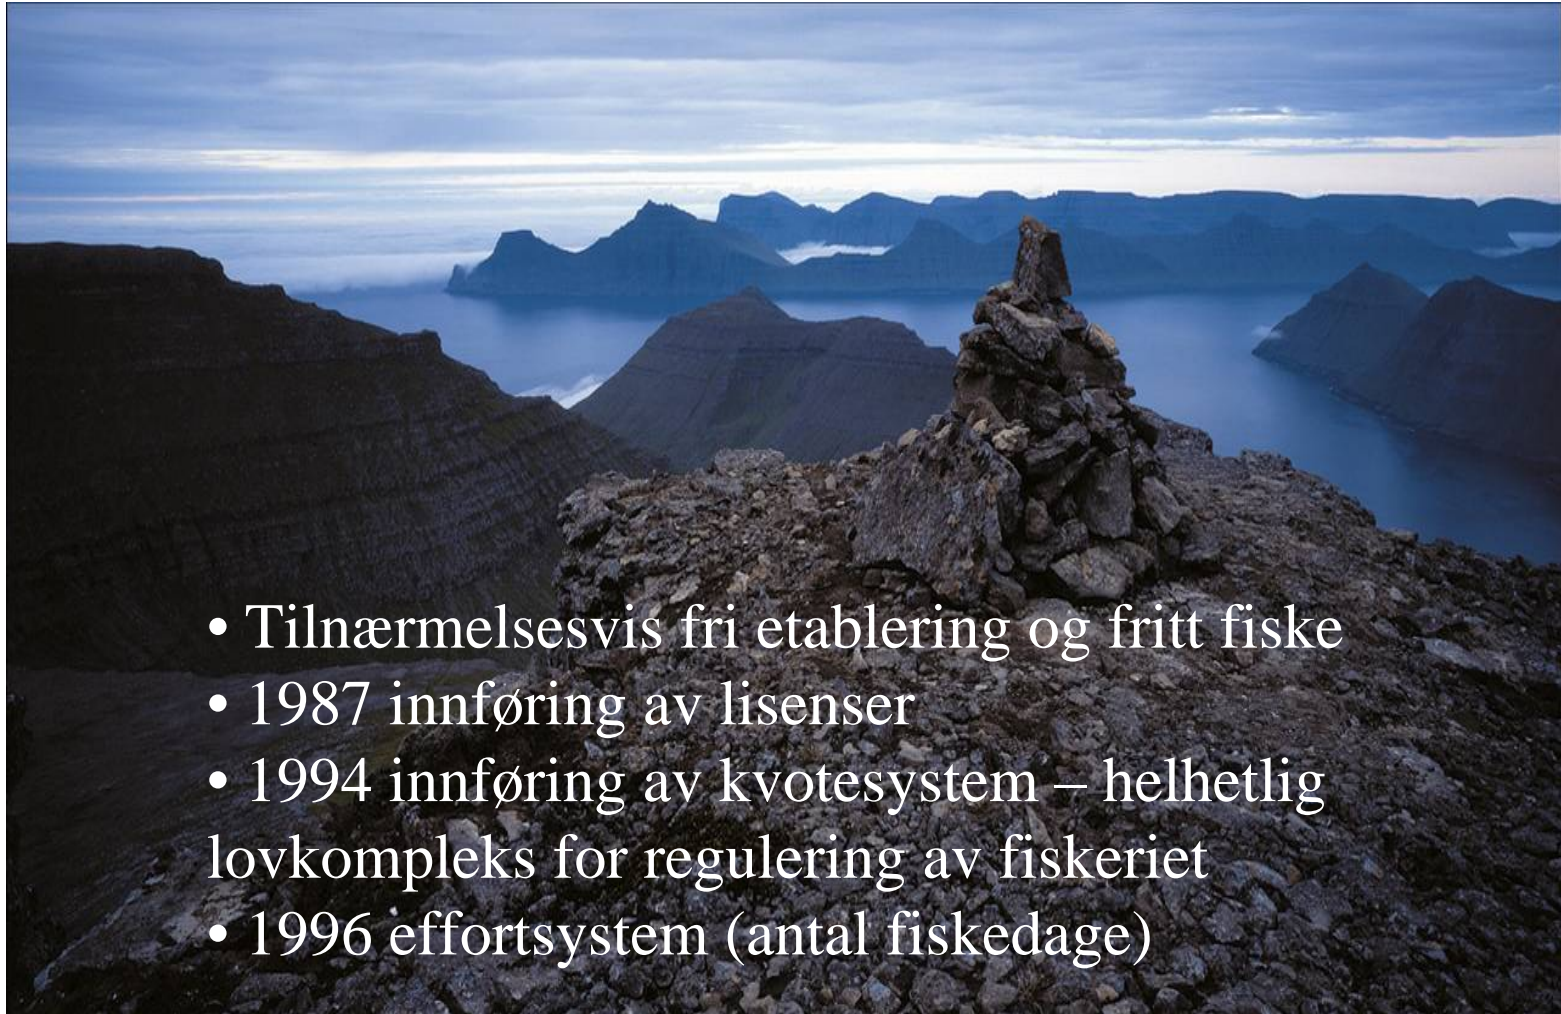 • Tilnærmelsesvis fri etablering og fritt fiske
• 1987 innføring av lisenser
• 1994 innføring av kvotesystem – helhetlig
lovkompleks for regulering av fiskeriet
• 1996 effortsystem (antal fiskedage)